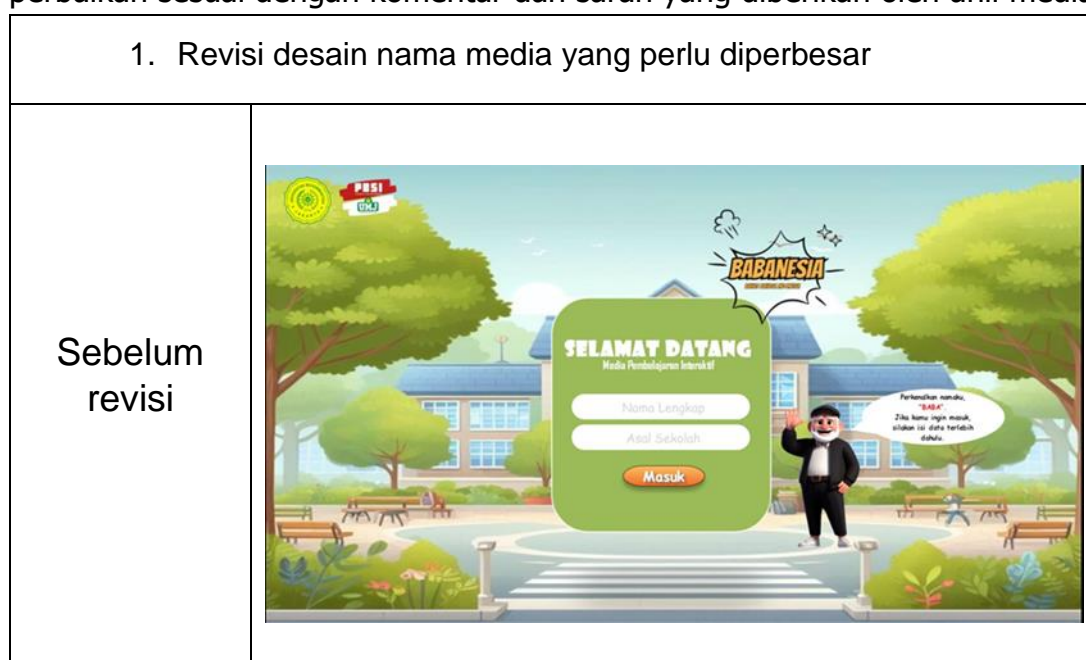 perbaikan sesuai dengan komentar dan saran yang diberikan oleh ahli media
1. Revisi desain nama media yang perlu diperbesar
Sebelum
revisi
PBSI
UMJ
BABANESIA
SELAMAT DATANG
Media Pembelajaran Interaktif
Nama Lengkap
Asal Sekolah
Masuk
Perkenalkan namaku,
"BABA".
Jika kamu ingin masuk,
silakan isi data terlebih
dahulu.